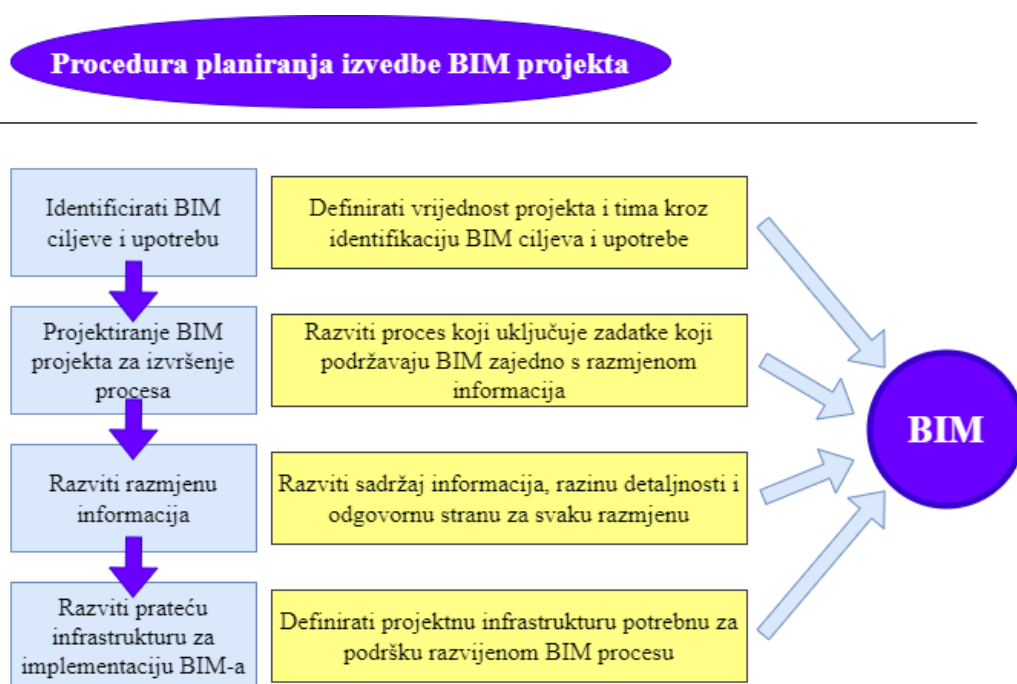 Procedura planiranja izvedbe BIM projekta
Identificirati BIM
ciljeve i upotrebu
Definirati vrijednost projekta i tima kroz
identifikaciju BIM ciljeva i upotrebe
Projektiranje BIM
projekta za izvršenje
procesa
Razviti proces koji uključuje zadatke koji
podržavaju BIM zajedno s razmjenom
informacija
BIM
Razviti razmjenu
informacija
Razviti sadržaj informacija, razinu detaljnosti i
odgovornu stranu za svaku razmjenu
Razviti prateću
infrastrukturu za
implementaciju BIM-a
Definirati projektnu infrastrukturu potrebnu za
podršku razvijenom BIM procesu